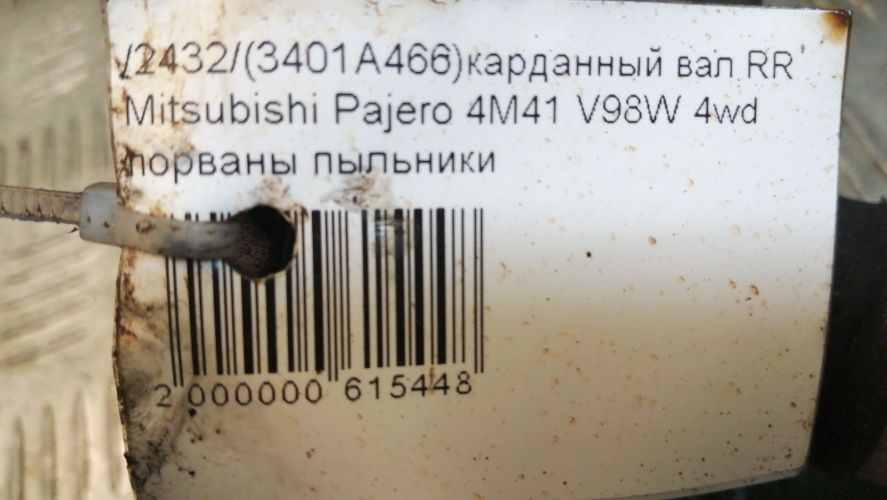 /2432/(3401A466)карданный вал RR
Mitsubishi Pajero 4M41 V98W 4wd
порваны пыльники
2 000000 615448